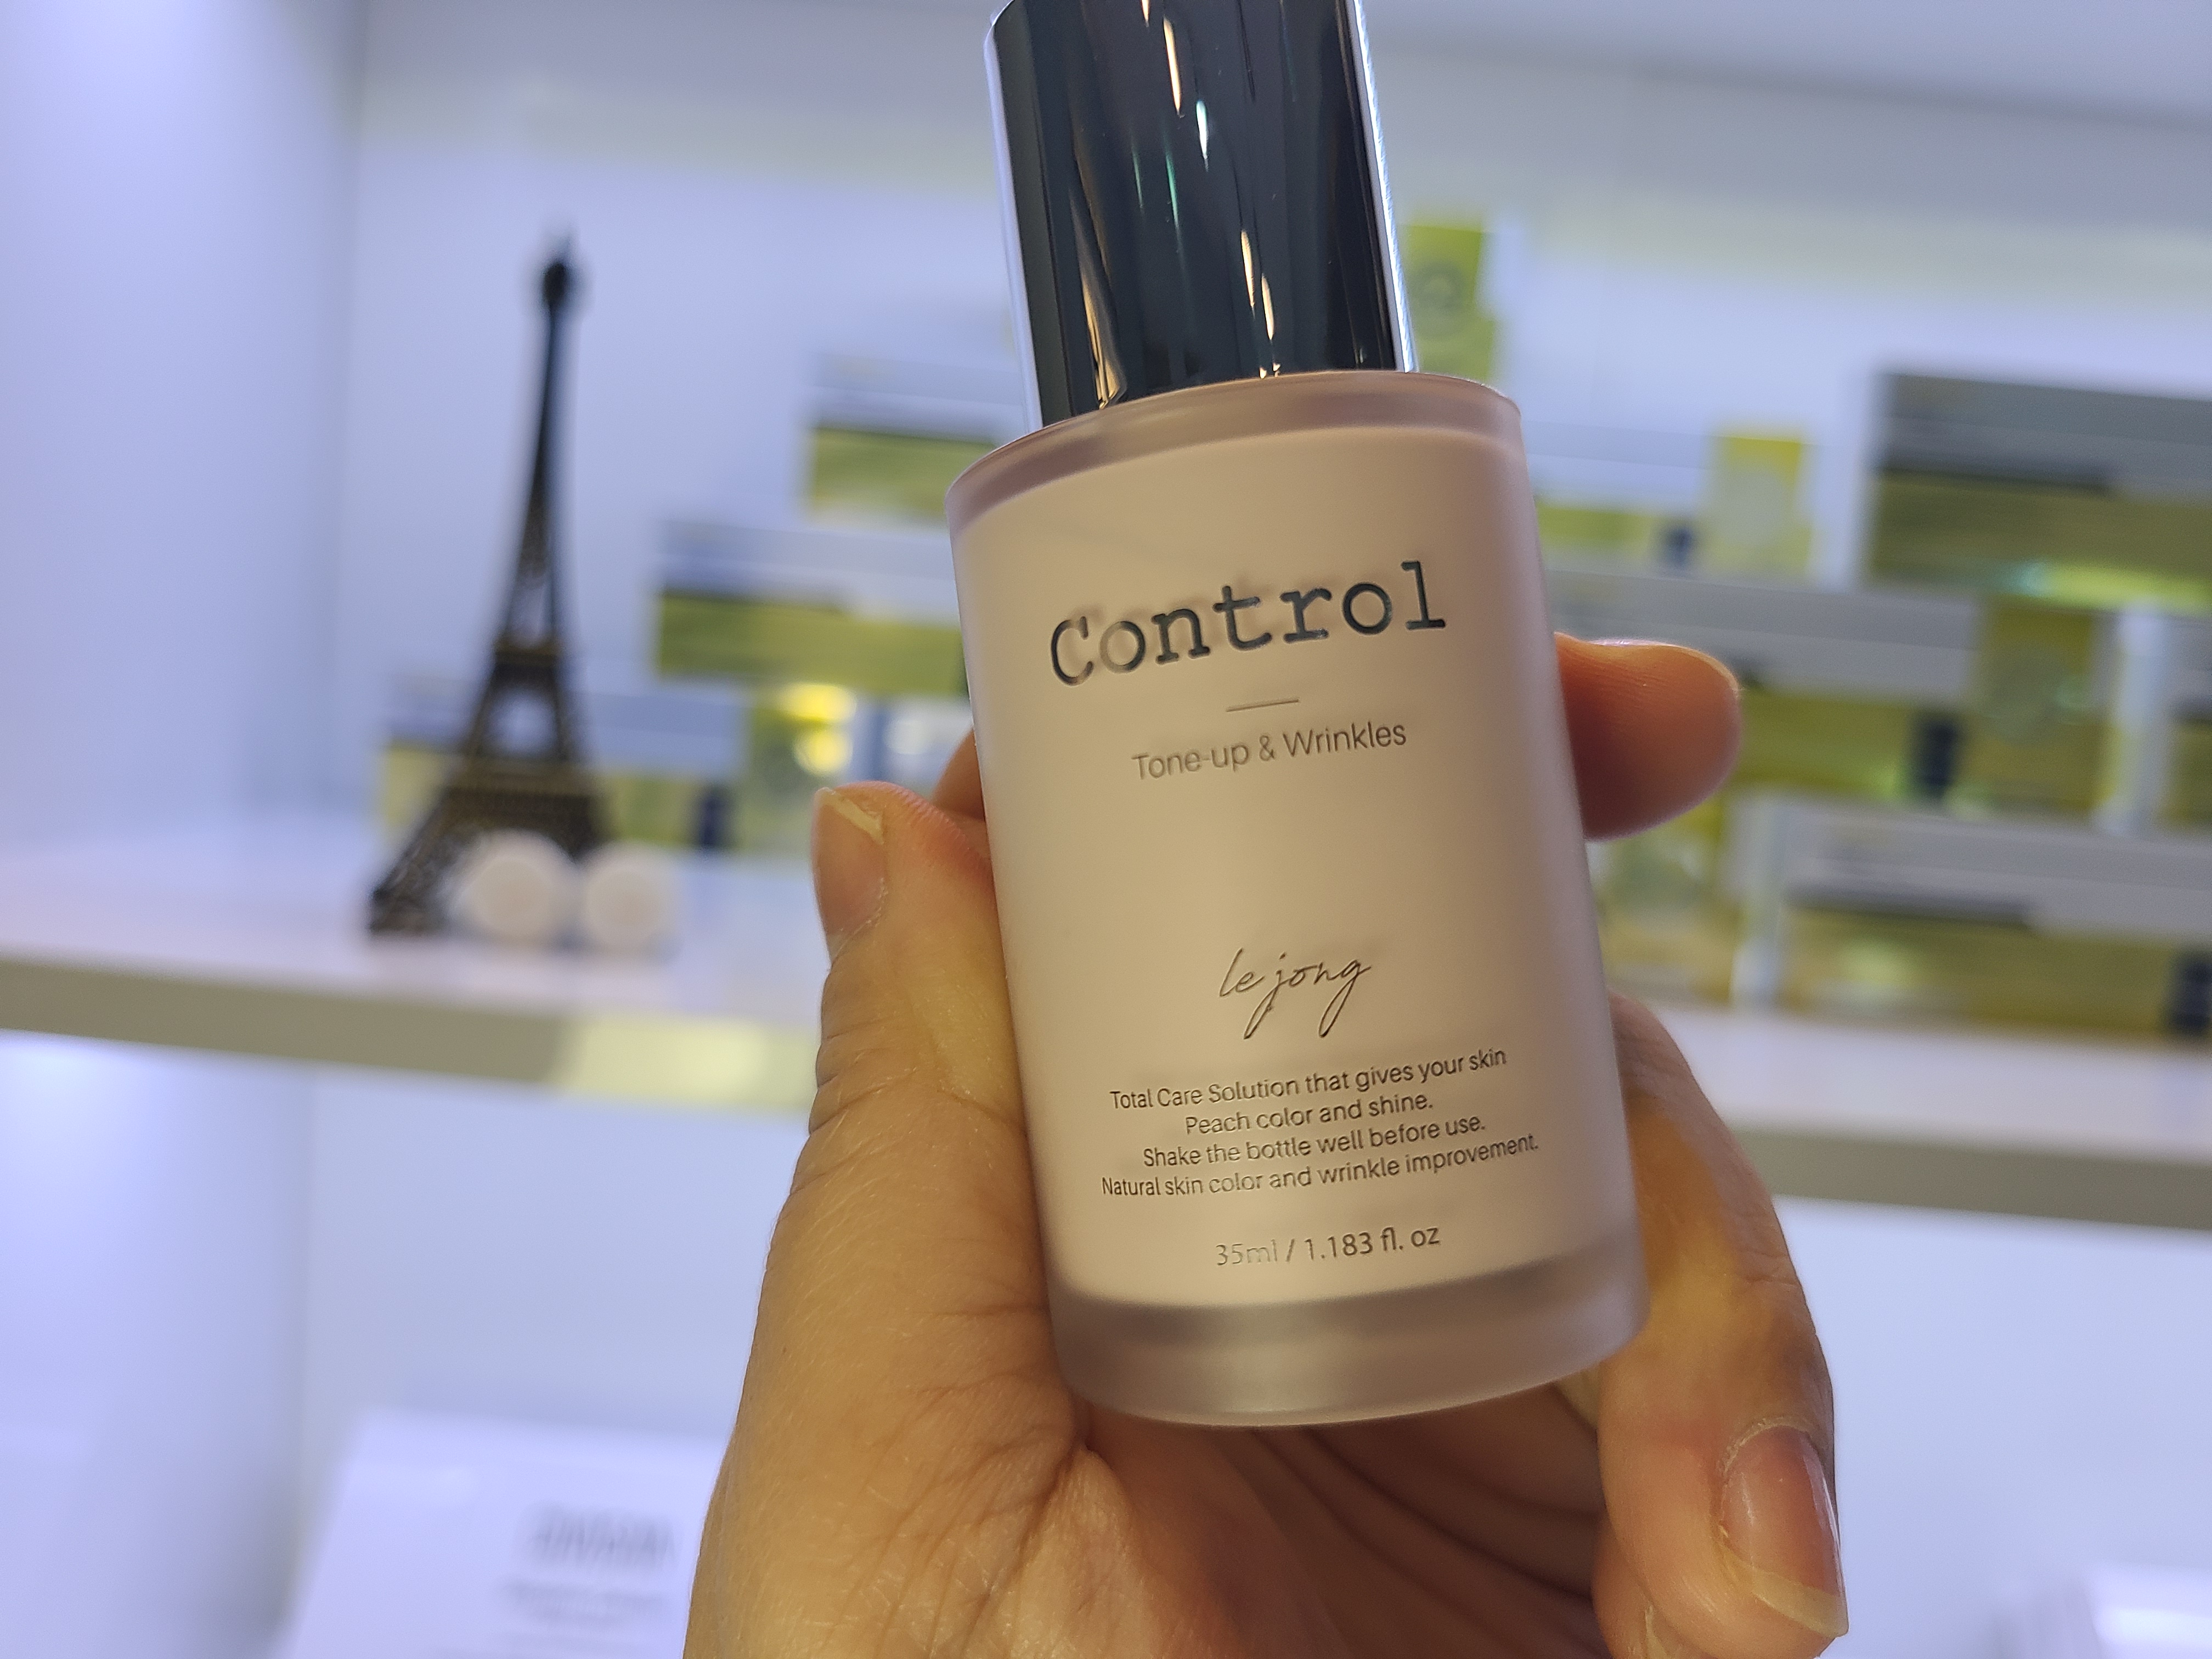 Control
Tone-up & Wrinkles
le jong
Total Care Solution that gives your skin
Peach color and shine.
Shake the bottle well before use.
Natural skin color and wrinkle improvement.
35ml / 1.183 fl. oz